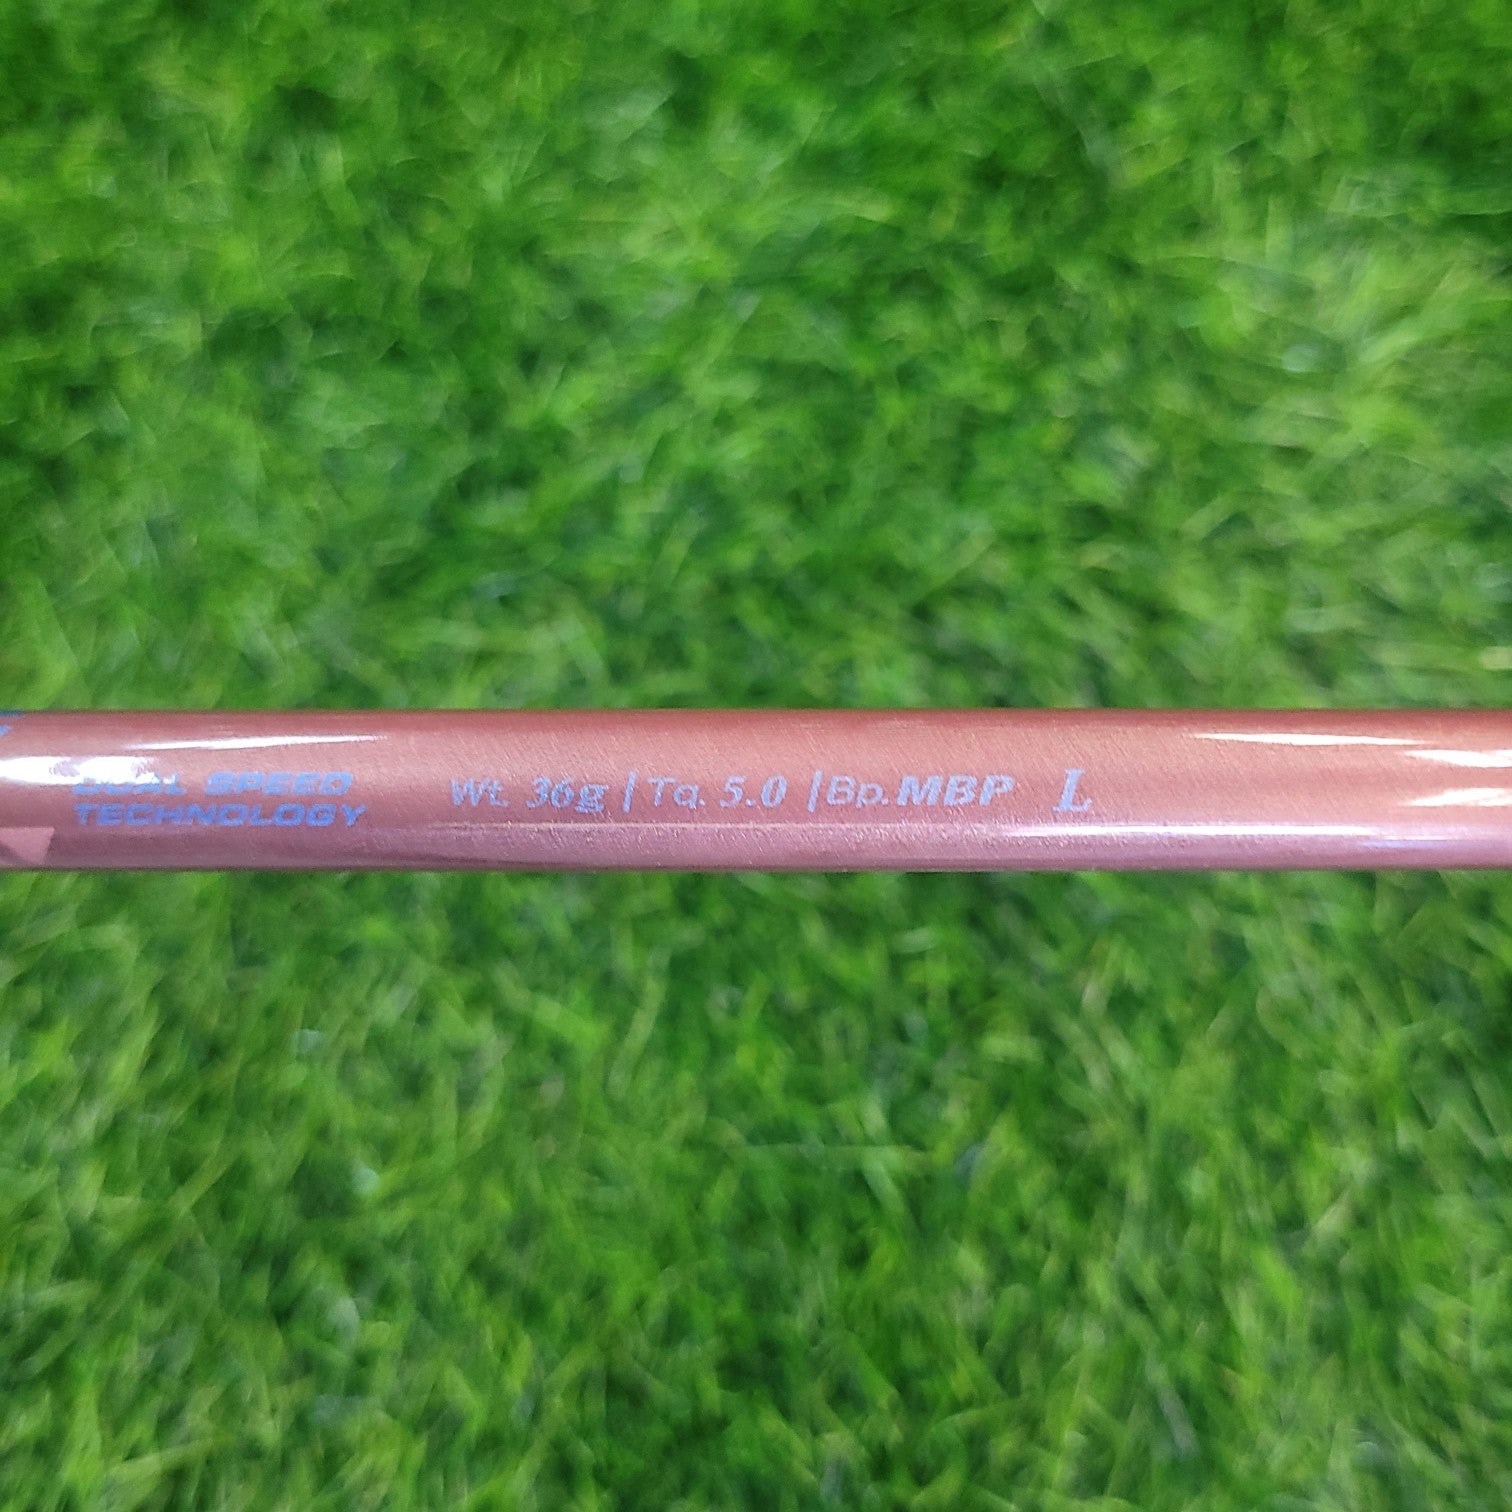 DUAL SPEED
TECHNOLOGY
Wt. 36g | Tq. 5.0 | Bp. MBP L